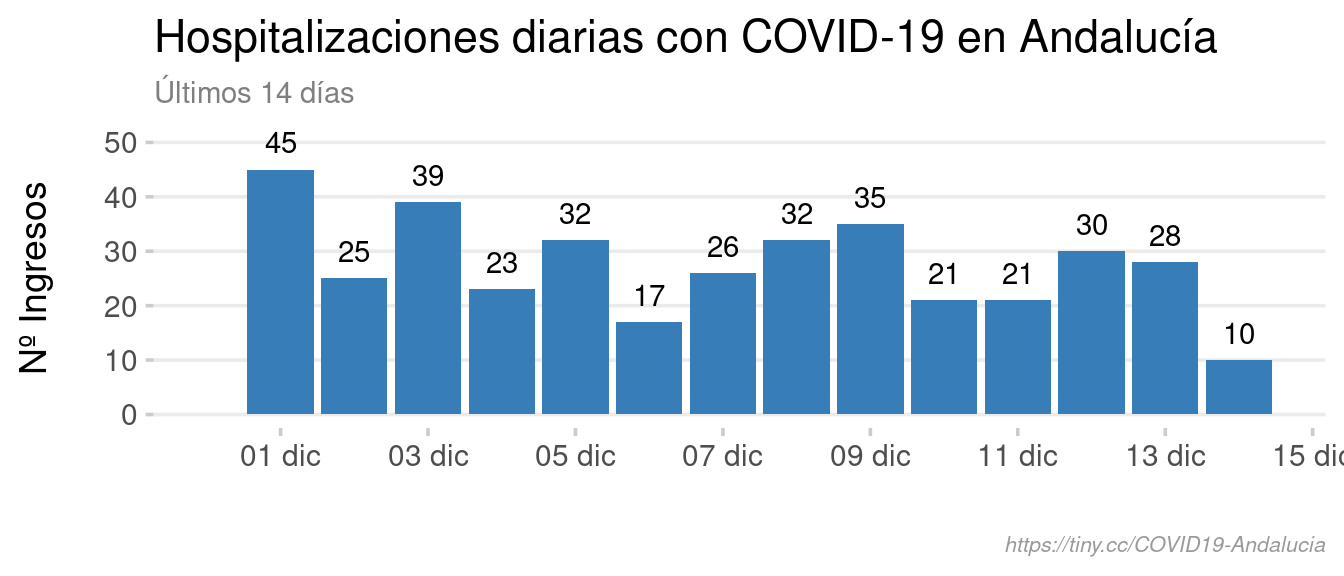 Hospitalizaciones diarias con COVID-19 en Andalucía
Últimos 14 días
Nº Ingresos
50
40
30
20
10
0
45
25
39
23
32
17
26
32
35
21
21
30
28
10
01 dic
03 dic
05 dic
07 dic
09 dic
11 dic
13 dic
15 dic
https://tiny.cc/COVID19-Andalucia